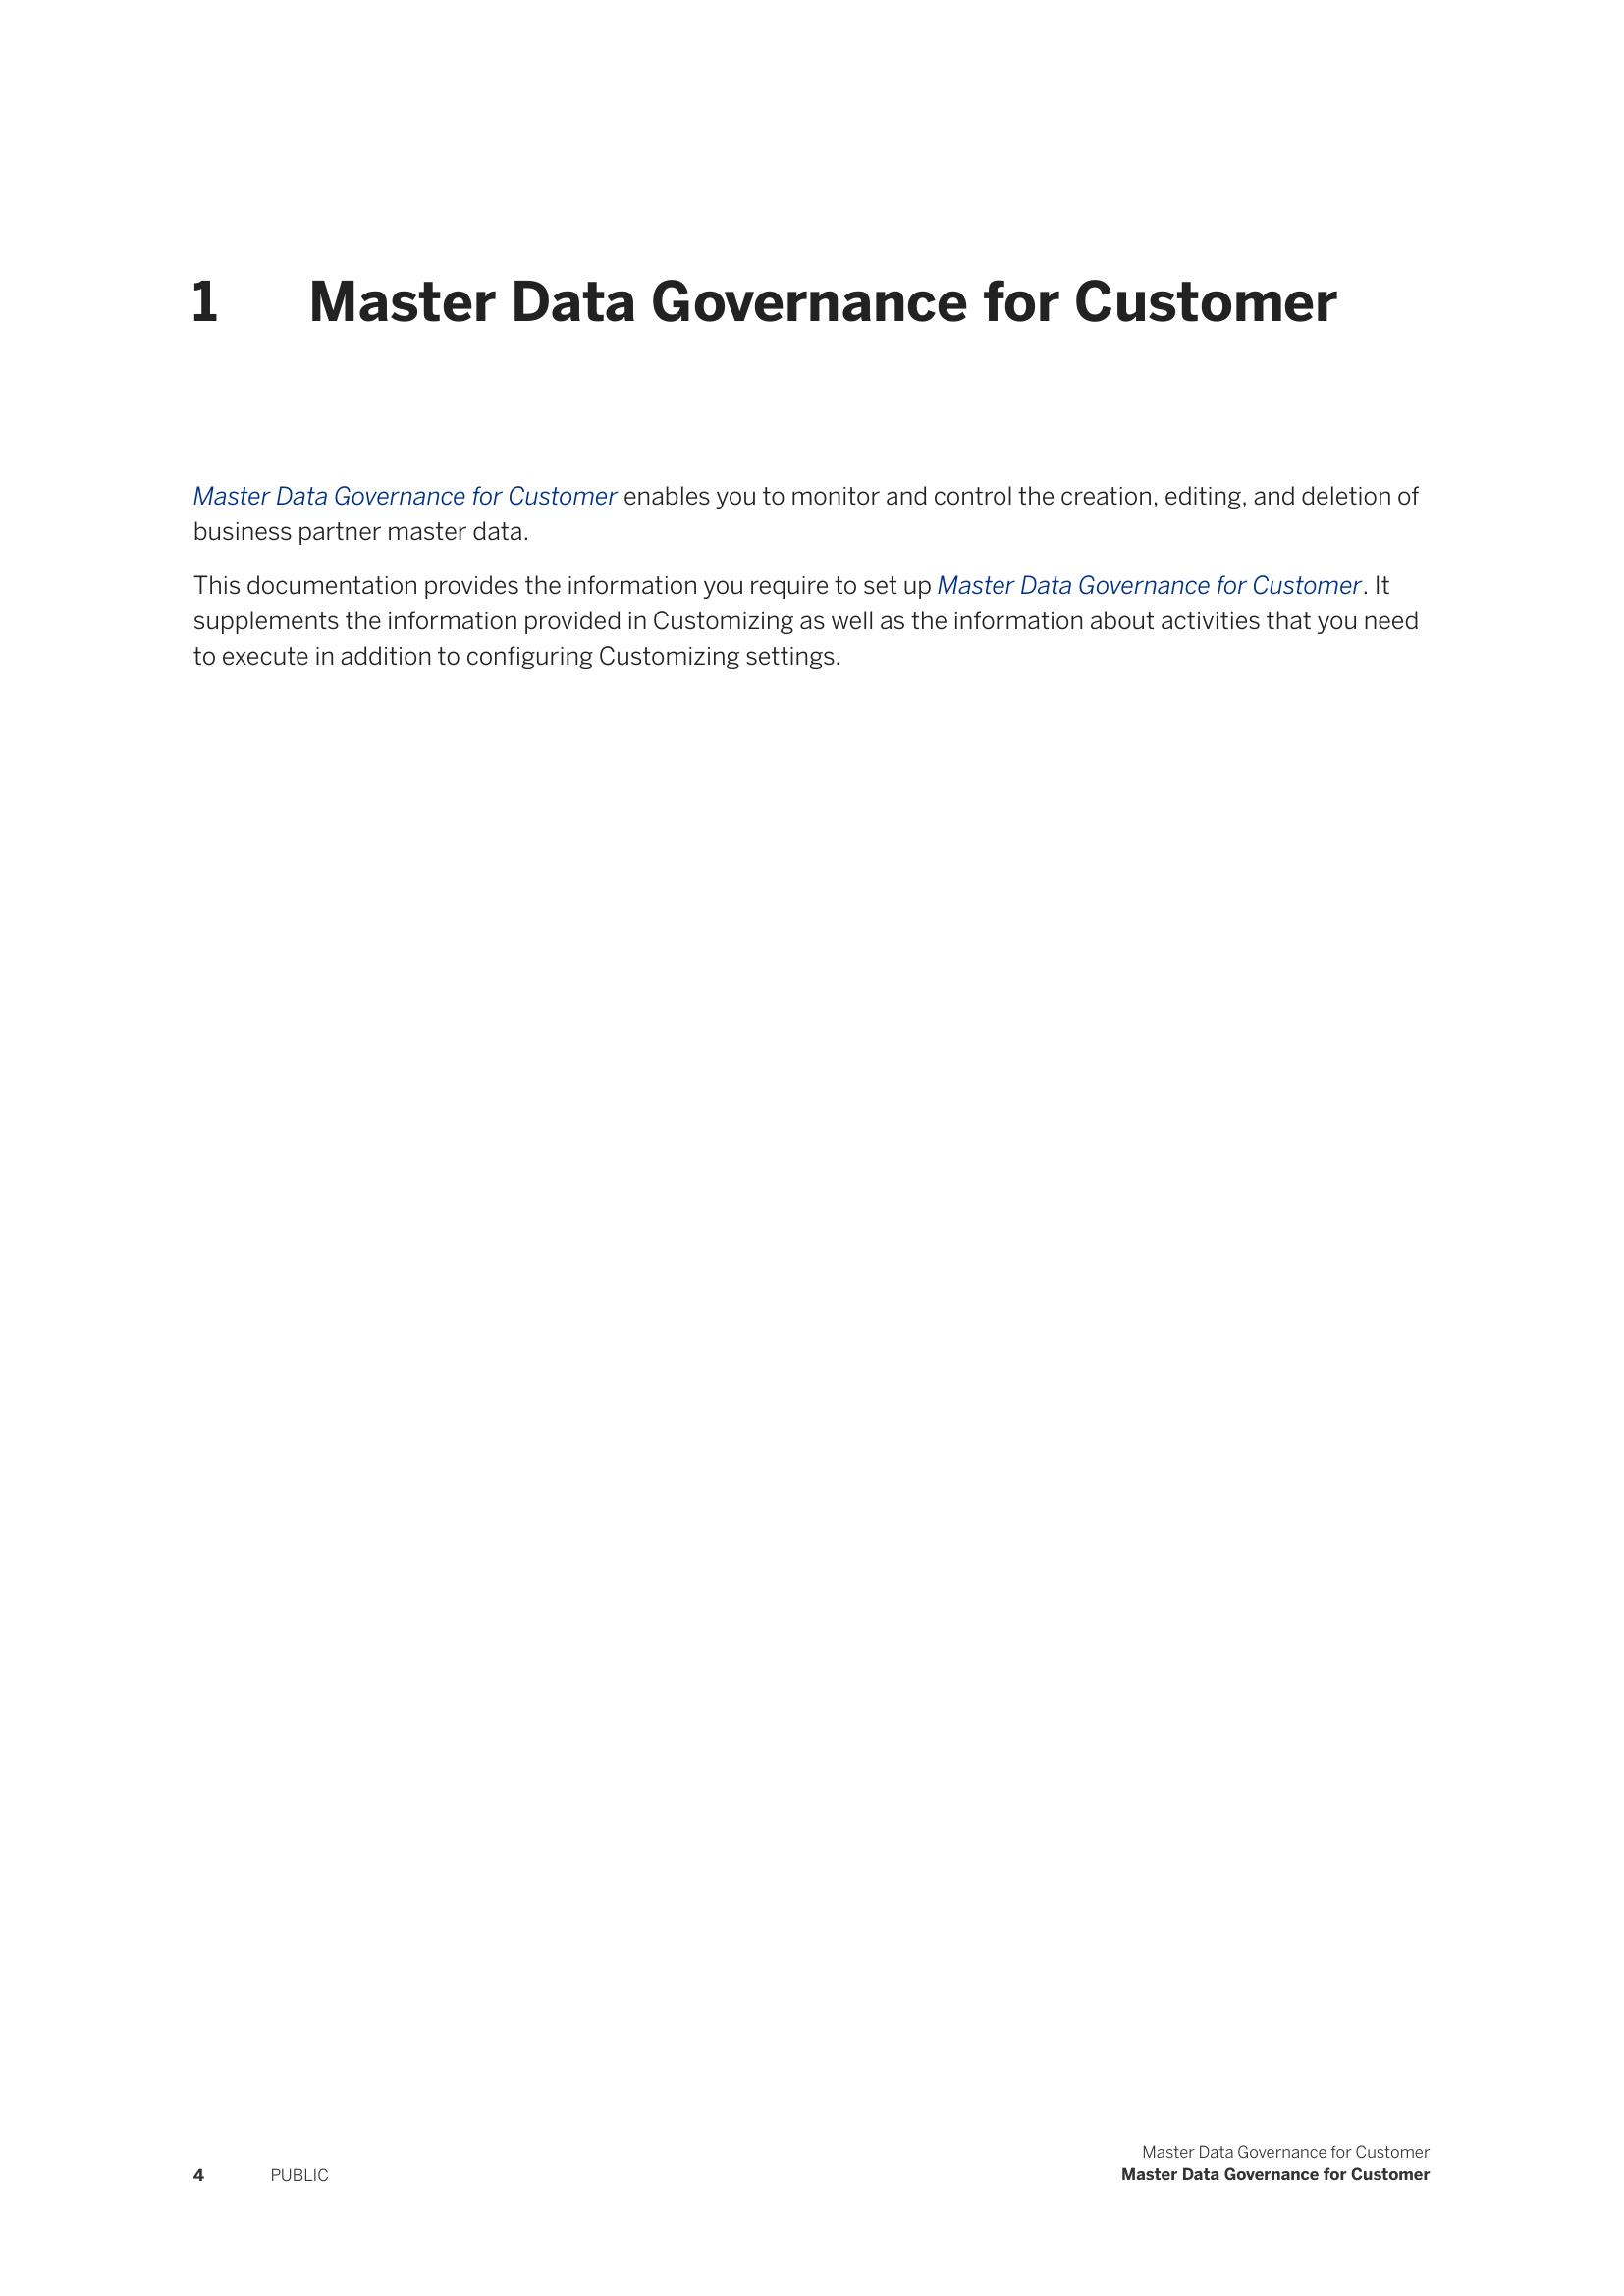 1 Master Data Governance for Customer
Master Data Governance for Customer enables you to monitor and control the creation, editing, and deletion of
business partner master data.
This documentation provides the information you require to set up Master Data Governance for Customer. It
supplements the information provided in Customizing as well as the information about activities that you need
to execute in addition to configuring Customizing settings.
Master Data Governance for Customer
4 PUBLIC Master Data Governance for Customer